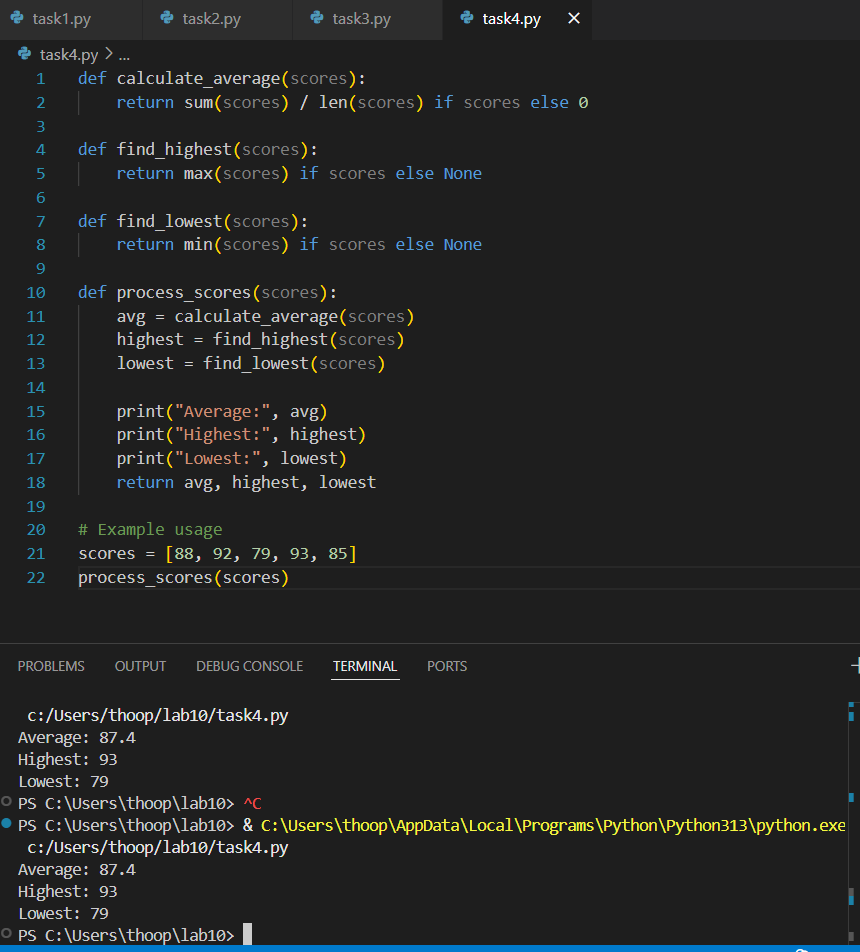 task1.py task2.py task3.py task4.py
task4.py > ...
1 def calculate_average(scores):
2     return sum(scores) / len(scores) if scores else 0
3
4 def find_highest(scores):
5     return max(scores) if scores else None
6
7 def find_lowest(scores):
8     return min(scores) if scores else None
9
10 def process_scores(scores):
11     avg = calculate_average(scores)
12     highest = find_highest(scores)
13     lowest = find_lowest(scores)
14
15     print("Average:", avg)
16     print("Highest:", highest)
17     print("Lowest:", lowest)
18     return avg, highest, lowest
19
20 # Example usage
21 scores = [88, 92, 79, 93, 85]
22 process_scores(scores)
PROBLEMS OUTPUT DEBUG CONSOLE TERMINAL PORTS
c:/Users/thoop/lab10/task4.py
Average: 87.4
Highest: 93
Lowest: 79
PS C:\Users\thoop\lab10> ^C
PS C:\Users\thoop\lab10> & C:\Users\thoop\AppData\Local\Programs\Python\Python313\python.exe
c:/Users/thoop/lab10/task4.py
Average: 87.4
Highest: 93
Lowest: 79
PS C:\Users\thoop\lab10>